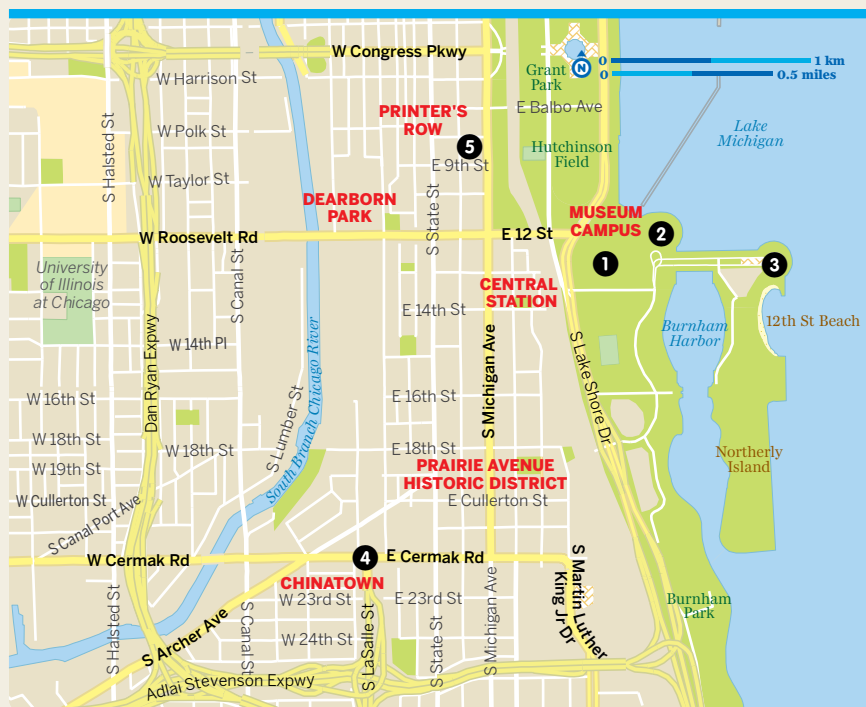 W Congress Pkwy
0
1 km
0
0.5 miles
N
Grant
Park
W Harrison St
E Balbo Ave
PRINTER'S
ROW
W Polk St
5
Lake
Michigan
S Halsted St
Hutchinson
Field
E 9th St
W Taylor St
DEARBORN
PARK
S State St
MUSEUM
CAMPUS
2
W Roosevelt Rd
E 12 St
1
3
University
of Illinois
at Chicago
S Canal St
CENTRAL
STATION
E 14th St
12th St Beach
Burnham
Harbor
W 14th Pl
Dan Ryan Expwy
South Branch Chicago River
S Michigan Ave
S Lake Shore Dr
W 16th St
E 16th St
S Lumber St
W 18th St
W 18th St
E 18th St
W 19th St
PRAIRIE AVENUE
HISTORIC DISTRICT
Northerly
Island
W Cullerton St
E Cullerton St
S Canal Port Ave
W Cermak Rd
4
E Cermak Rd
CHINATOWN
S Martin Luther
King Jr Dr
W 23rd St
E 23rd St
Burnham
Park
S Halsted St
S Archer Ave
S Canal St
W 24th St
S LaSalle St
S State St
S Michigan Ave
Adlai Stevenson Expwy